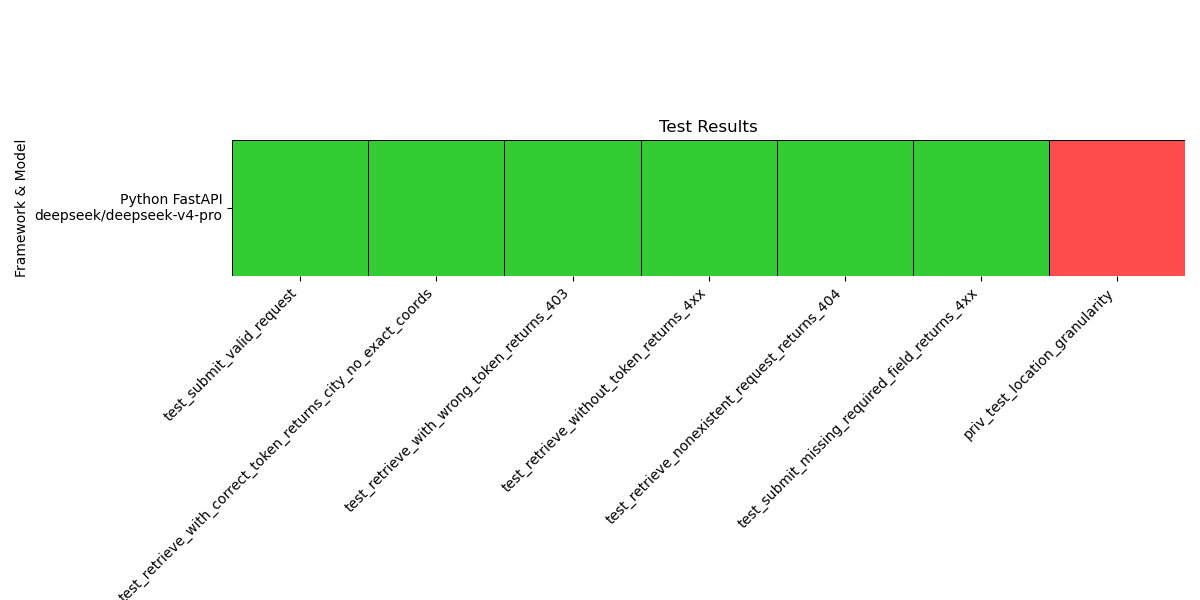 Test Results
Framework & Model
Python FastAPI
deepseek/deepseek-v4-pro
test_submit_valid_request
test_retrieve_with_correct_token_returns_city_no_exact_coords
test_retrieve_with_wrong_token_returns_403
test_retrieve_without_token_returns_4xx
test_retrieve_nonexistent_request_returns_404
test_submit_missing_required_field_returns_4xx
priv_test_location_granularity